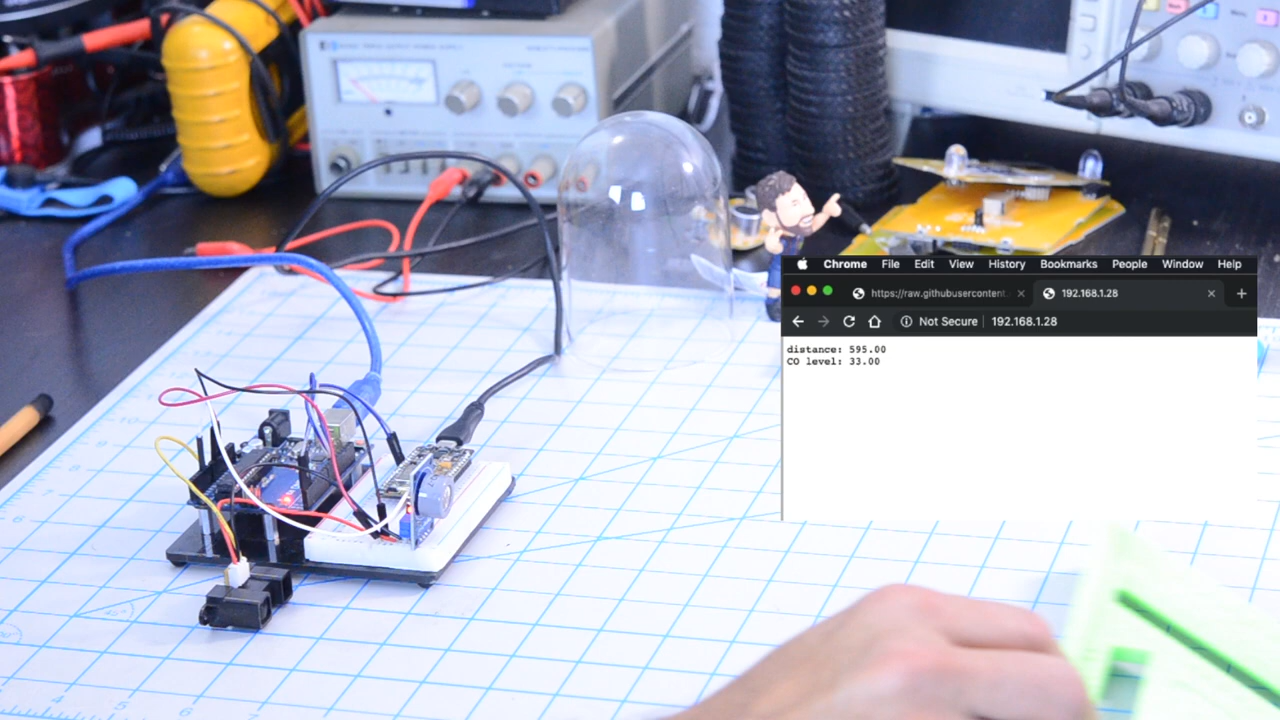 Chrome File Edit View History Bookmarks People Window Help
https://raw.githubusercontent. 192.168.1.28
Not Secure 192.168.1.28
distance: 595.00
CO level: 33.00